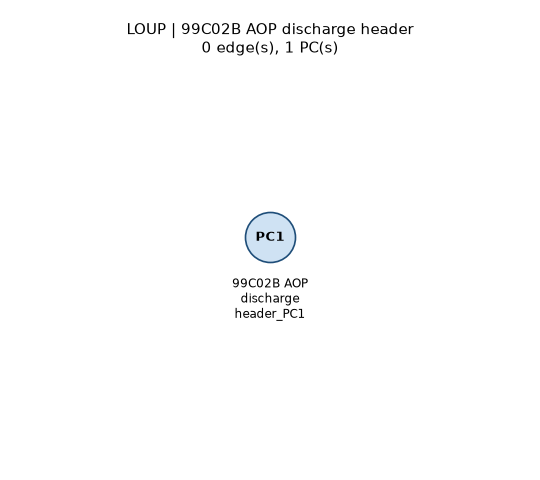 LOUP | 99C02B AOP discharge header
0 edge(s), 1 PC(s)
PC1
99C02B AOP
discharge
header_PC1